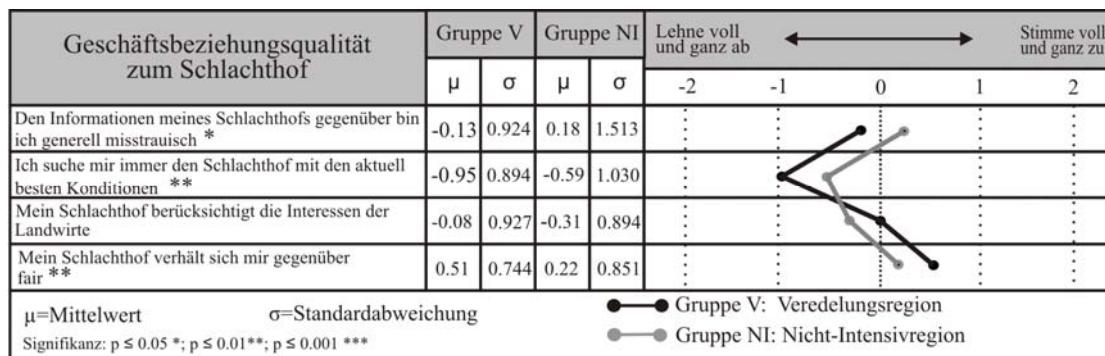 Geschäftsbeziehungsqualität
zum Schlachthof
Gruppe V Gruppe NI
Lehne voll
und ganz ab
Stimme voll
und ganz zu
µ σ µ σ
-2 -1 0 1 2
Den Informationen meines Schlachthofs gegenüber bin
ich generell misstrauisch *
-0.13 0.924 0.18 1.513
Ich suche mir immer den Schlachthof mit den aktuell
besten Konditionen **
-0.95 0.894 -0.59 1.030
Mein Schlachthof berücksichtigt die Interessen der
Landwirte
-0.08 0.927 -0.31 0.894
Mein Schlachthof verhält sich mir gegenüber
fair **
0.51 0.744 0.22 0.851
µ=Mittelwert σ=Standardabweichung
Signifikanz: p ≤ 0.05 *; p ≤ 0.01**; p ≤ 0.001 ***
Gruppe V: Veredelungsregion
Gruppe NI: Nicht-Intensivregion